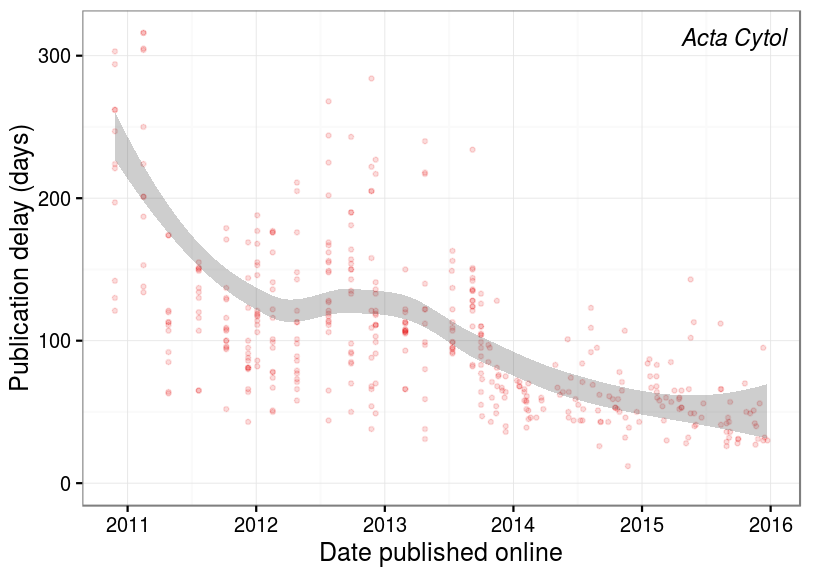 Acta Cytol
Publication delay (days)
300
200
100
0
2011 2012 2013 2014 2015 2016
Date published online